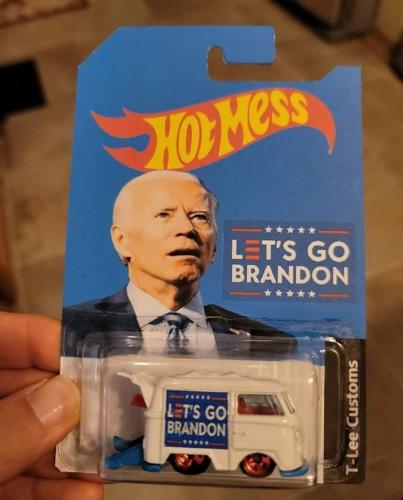 HOT MESS
LET'S GO
BRANDON
LET'S GO
BRANDON
T-Lee Customs